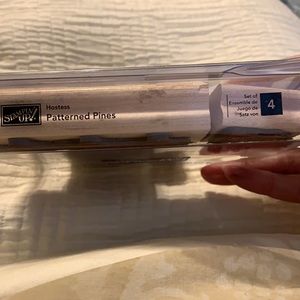 STAMPIN' UP!
Hostess
Patterned Pines
Set of
Ensemble de
Juego de
Satz von
4